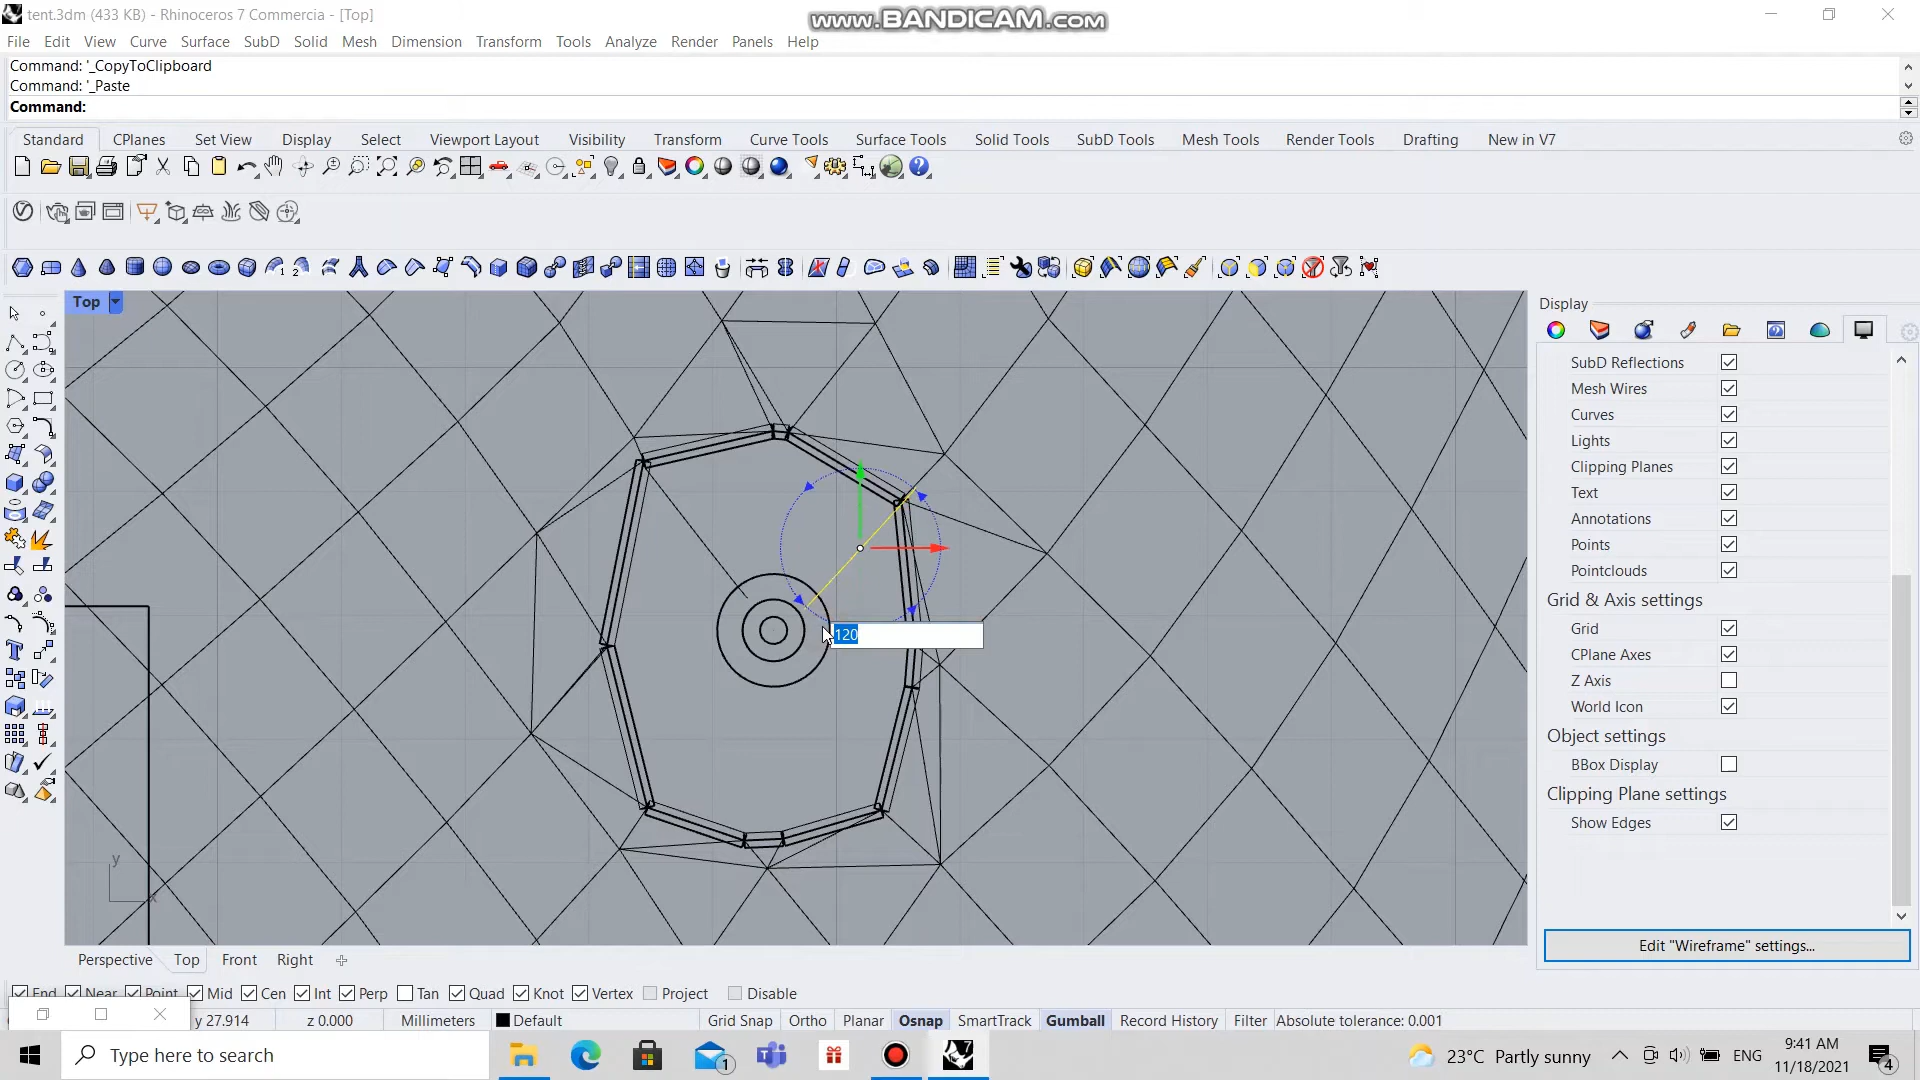 tent.3dm (433 KB) - Rhinoceros 7 Commercia - [Top]
www.BANDICAM.com
File Edit View Curve Surface SubD Solid Mesh Dimension Transform Tools Analyze Render Panels Help
Command: '_CopyToClipboard
Command: '_Paste
Command:
Standard CPlanes Set View Display Select Viewport Layout Visibility Transform Curve Tools Surface Tools Solid Tools SubD Tools Mesh Tools Render Tools Drafting New in V7
Top
Display
SubD Reflections
Mesh Wires
Curves
Lights
Clipping Planes
Text
Annotations
Points
Pointclouds
Grid & Axis settings
Grid
CPlane Axes
Z Axis
World Icon
Object settings
BBox Display
Clipping Plane settings
Show Edges
Edit "Wireframe" settings...
120
y
x
Perspective Top Front Right
End Near Point Mid Cen Int Perp Tan Quad Knot Vertex Project Disable
y 27.914 z 0.000 Millimeters Default Grid Snap Ortho Planar Osnap SmartTrack Gumball Record History Filter Absolute tolerance: 0.001
Type here to search
1
7
23°C Partly sunny
ENG
9:41 AM
11/18/2021
4